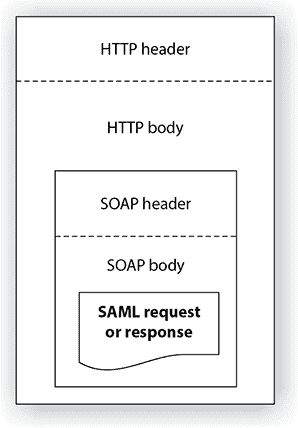 HTTP header
HTTP body
SOAP header
SOAP body
SAML request
or response